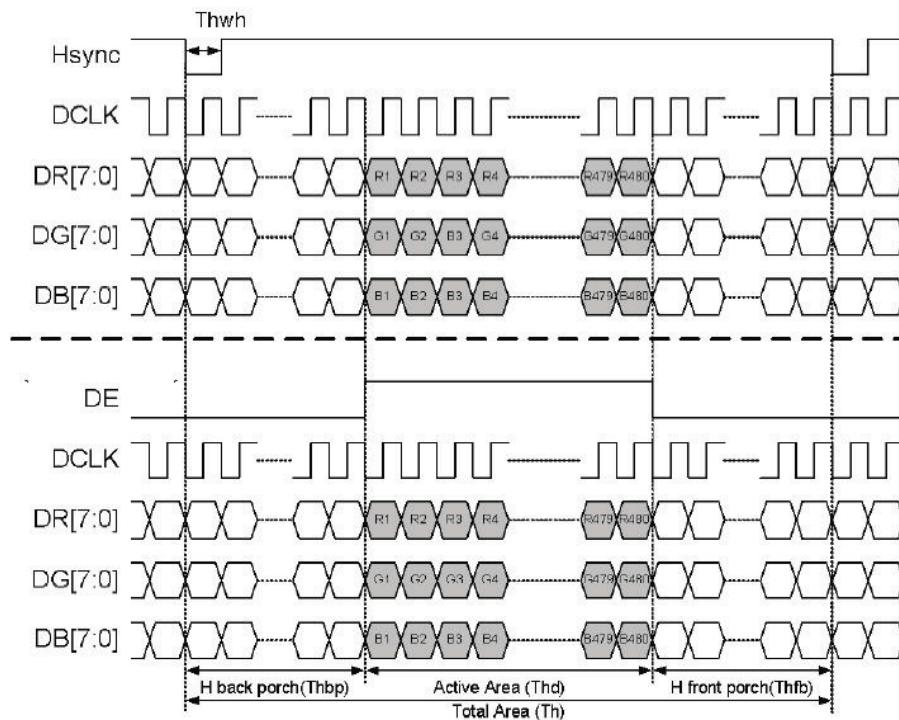 Thwh
Hsync
DCLK
DR[7:0] R1 R2 R3 R4 R479 R480
DG[7:0] G1 G2 B3 G4 G479 G480
DB[7:0] B1 B2 B3 B4 B479 B480
DE
DCLK
DR[7:0] R1 R2 R3 R4 R479 R480
DG[7:0] G1 G2 G3 G4 G479 G480
DB[7:0] B1 B2 B3 B4 B479 B480
H back porch(Thbp) Active Area (Thd) H front porch(Thfb)
Total Area (Th)